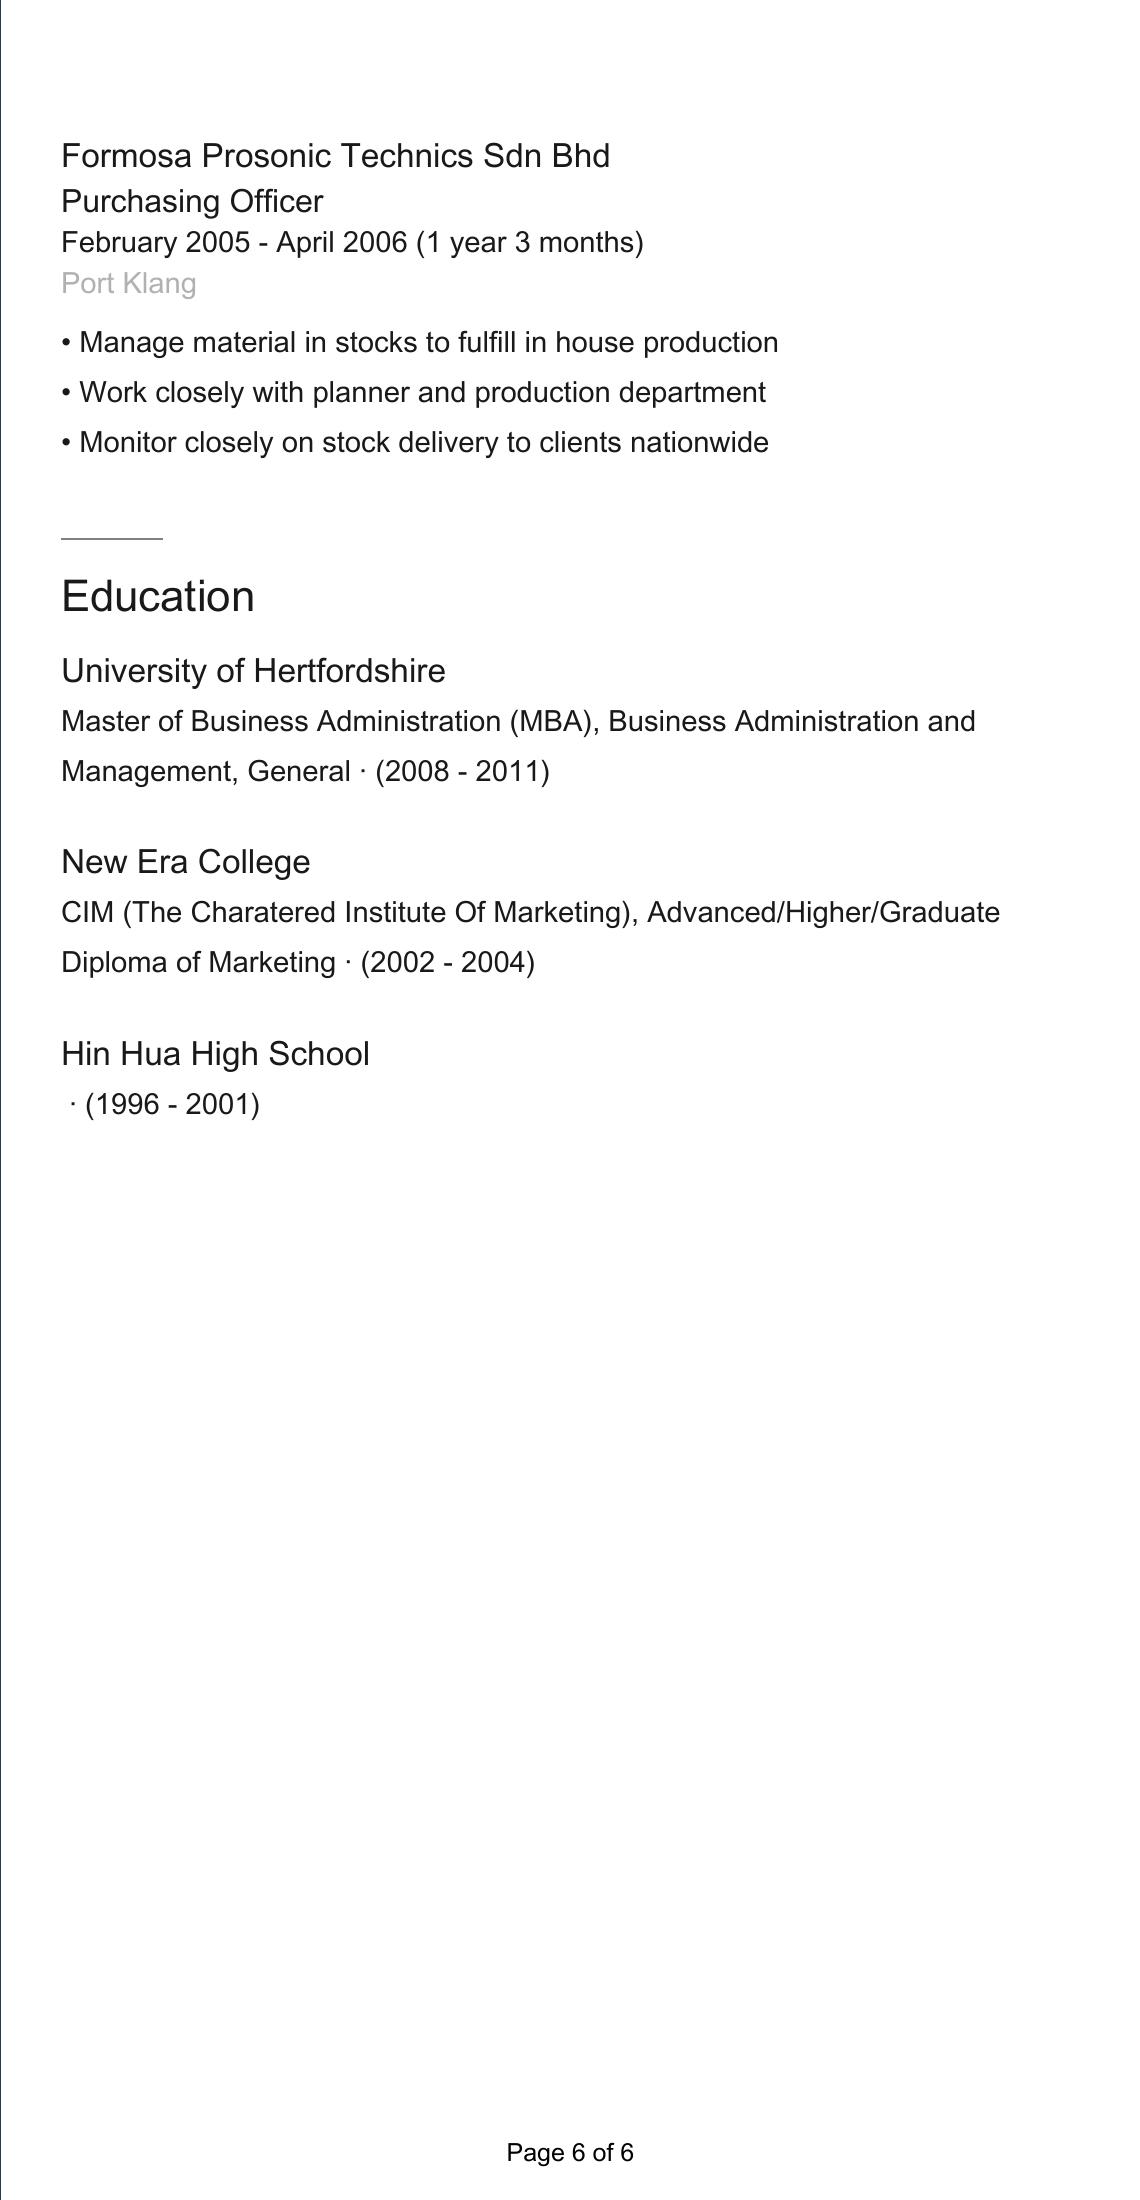 Formosa Prosonic Technics Sdn Bhd
Purchasing Officer
February 2005 - April 2006 (1 year 3 months)
Port Klang
• Manage material in stocks to fulfill in house production
• Work closely with planner and production department
• Monitor closely on stock delivery to clients nationwide
Education
University of Hertfordshire
Master of Business Administration (MBA), Business Administration and
Management, General · (2008 - 2011)
New Era College
CIM (The Charatered Institute Of Marketing), Advanced/Higher/Graduate
Diploma of Marketing · (2002 - 2004)
Hin Hua High School
· (1996 - 2001)
Page 6 of 6